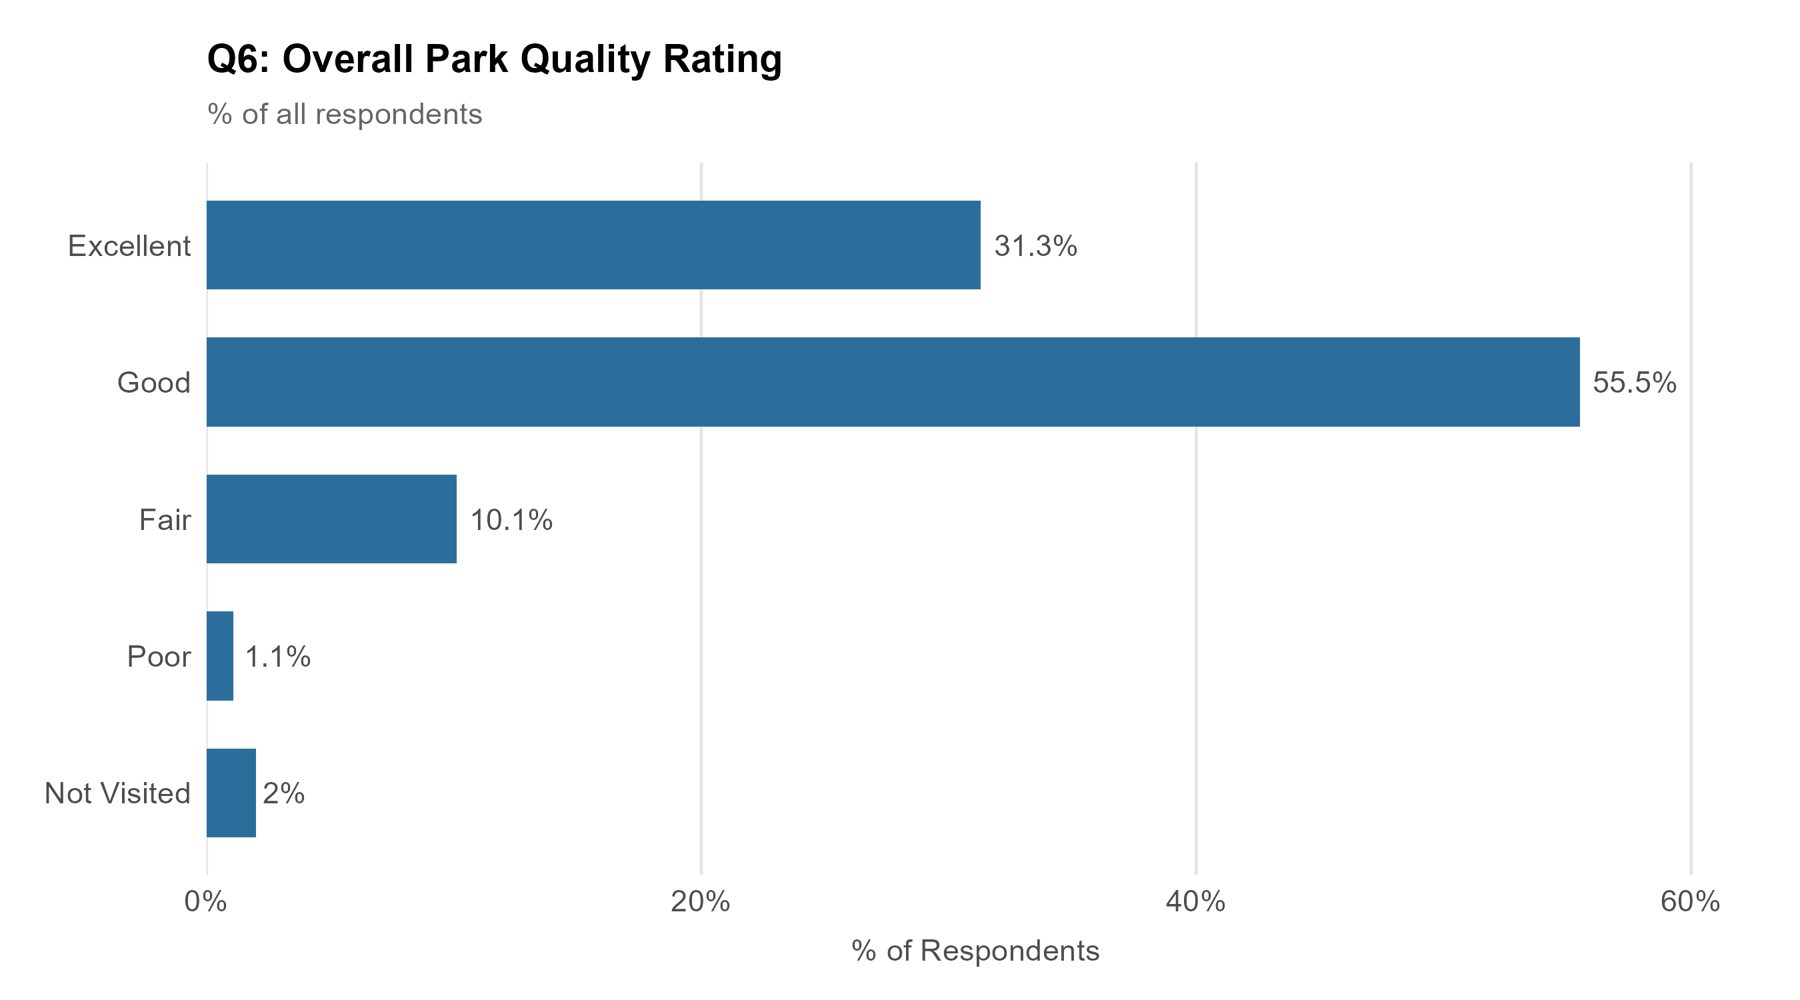 Q6: Overall Park Quality Rating
% of all respondents
Excellent 31.3%
Good 55.5%
Fair 10.1%
Poor 1.1%
Not Visited 2%
0% 20% 40% 60%
% of Respondents